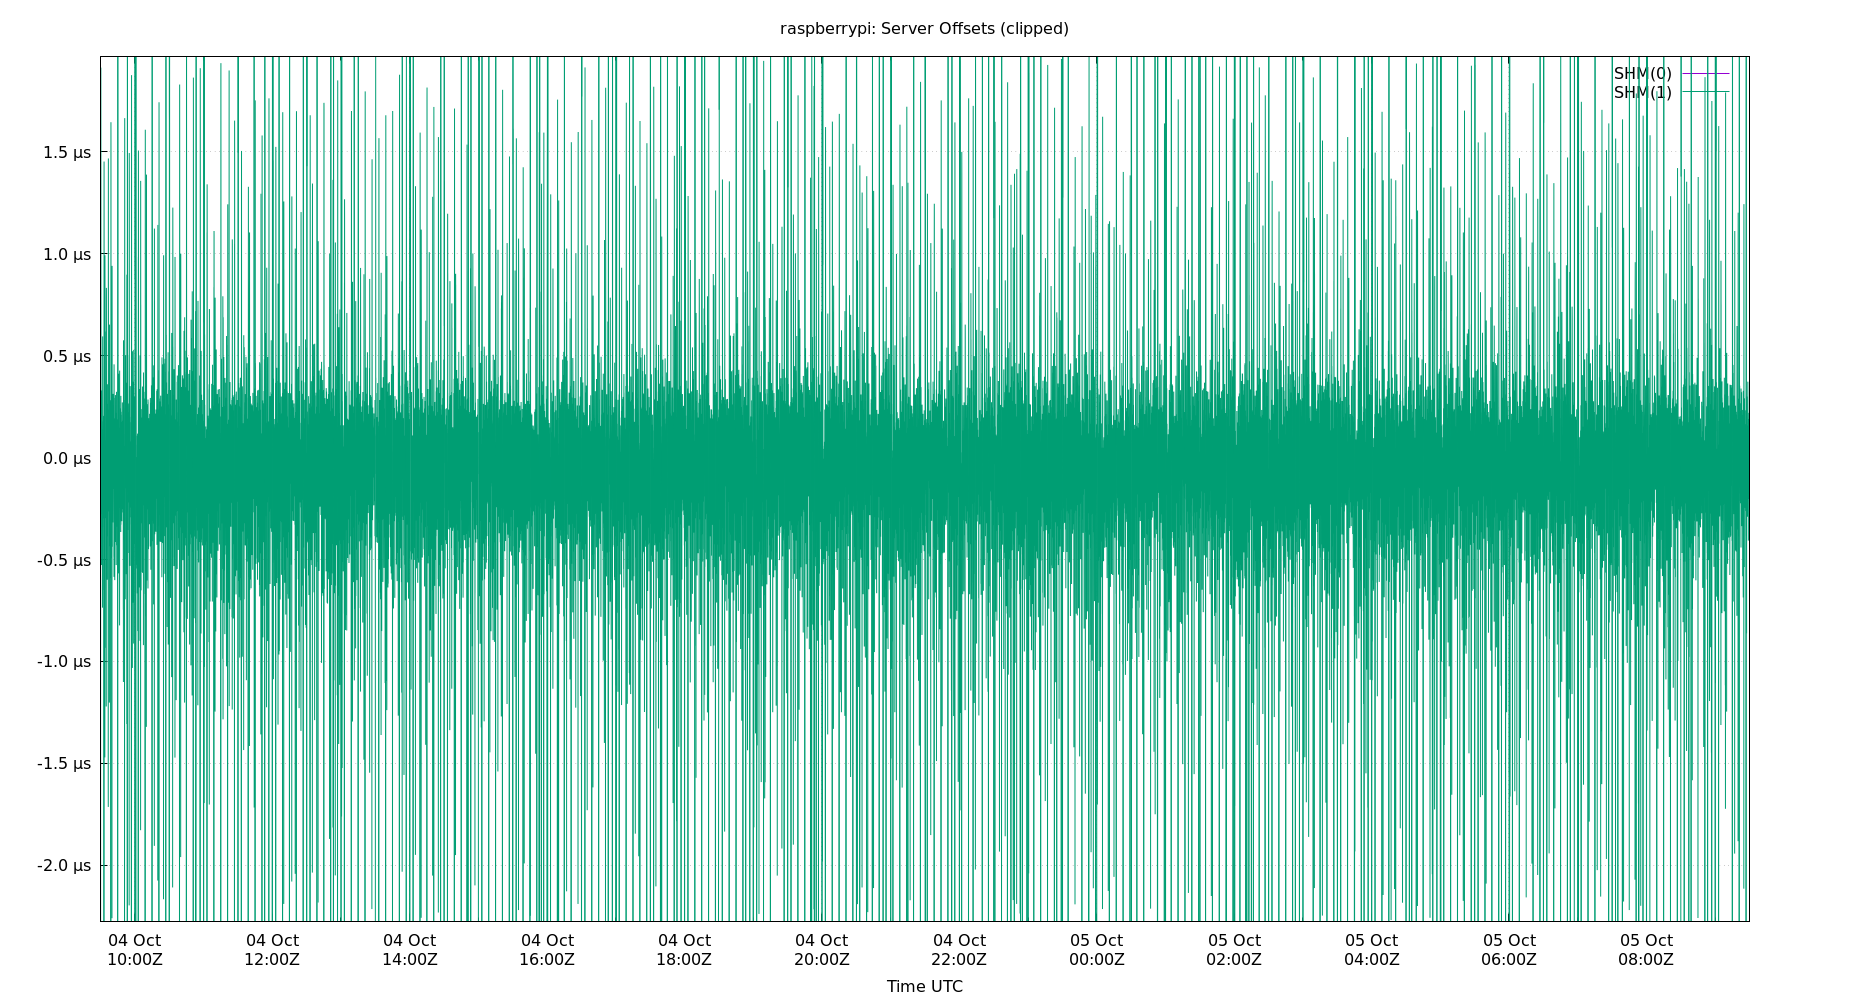 raspberrypi: Server Offsets (clipped)
SHM(0)
SHM(1)
1.5 µs
1.0 µs
0.5 µs
0.0 µs
-0.5 µs
-1.0 µs
-1.5 µs
-2.0 µs
04 Oct 04 Oct 04 Oct 04 Oct 04 Oct 04 Oct 04 Oct 05 Oct 05 Oct 05 Oct 05 Oct 05 Oct
10:00Z 12:00Z 14:00Z 16:00Z 18:00Z 20:00Z 22:00Z 00:00Z 02:00Z 04:00Z 06:00Z 08:00Z
Time UTC